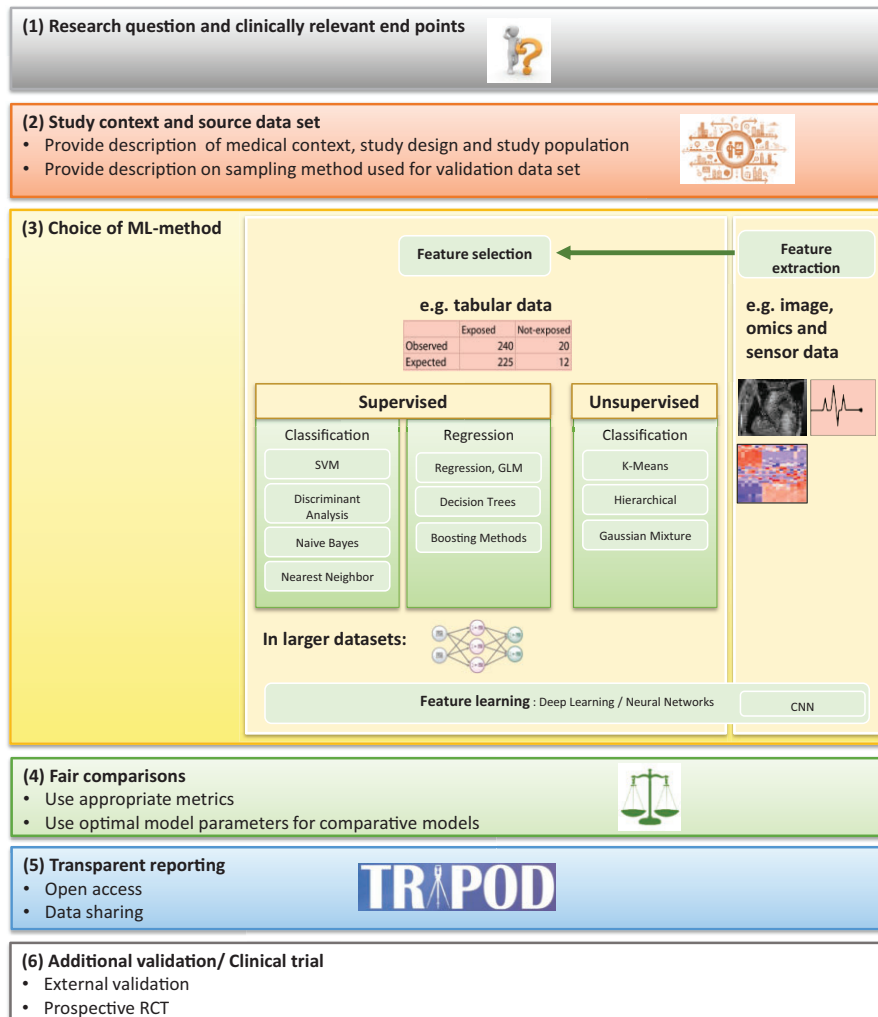 (1) Research question and clinically relevant end points
(2) Study context and source data set
• Provide description of medical context, study design and study population
• Provide description on sampling method used for validation data set
(3) Choice of ML-method
Feature selection
Feature
extraction
e.g. tabular data
Exposed Not-exposed
Observed 240 20
Expected 225 12
e.g. image,
omics and
sensor data
Supervised
Unsupervised
Classification
SVM
Discriminant
Analysis
Naive Bayes
Nearest Neighbor
Regression
Regression, GLM
Decision Trees
Boosting Methods
Classification
K-Means
Hierarchical
Gaussian Mixture
In larger datasets:
Feature learning : Deep Learning / Neural Networks
CNN
(4) Fair comparisons
• Use appropriate metrics
• Use optimal model parameters for comparative models
(5) Transparent reporting
• Open access
• Data sharing
TRIPOD
(6) Additional validation/ Clinical trial
• External validation
• Prospective RCT